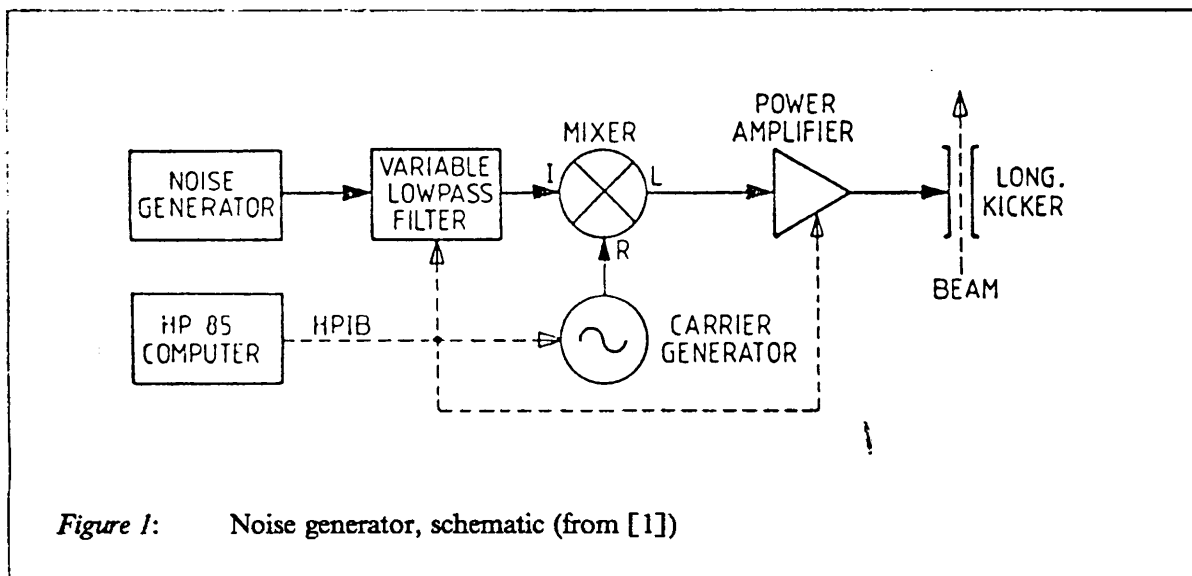 NOISE
GENERATOR
VARIABLE
LOWPASS
FILTER
I
MIXER
L
R
POWER
AMPLIFIER
LONG.
KICKER
BEAM
HP 85
COMPUTER
HPIB
CARRIER
GENERATOR
Figure 1: Noise generator, schematic (from [1])